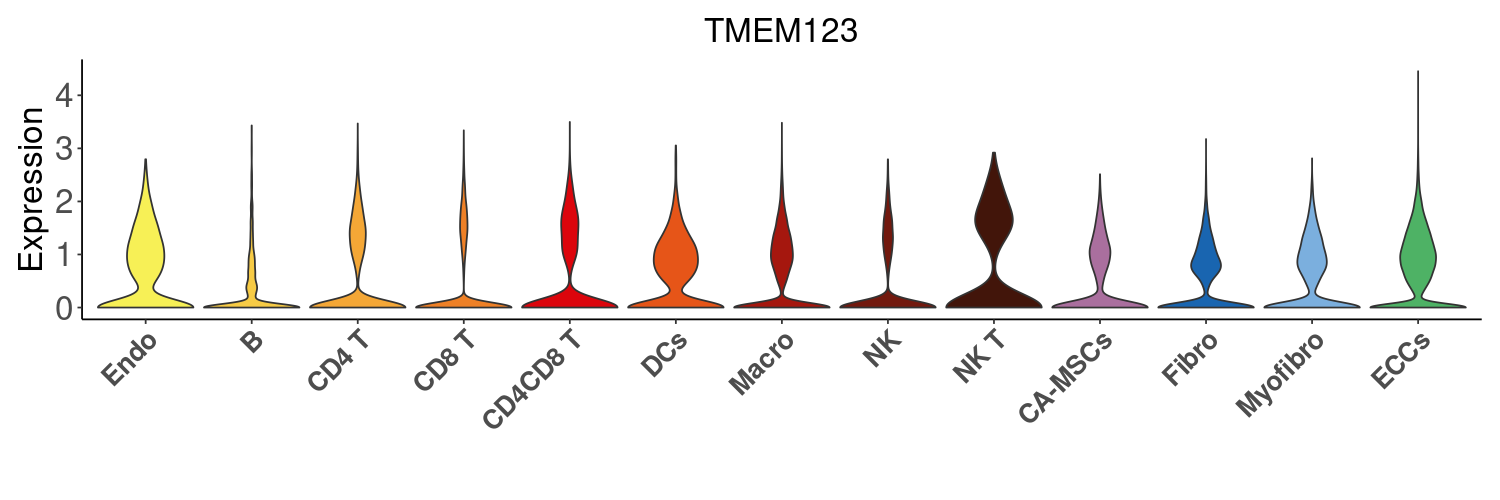 TMEM123
Expression
4
3
2
1
0
Endo
B
CD4 T
CD8 T
CD4CD8 T
DCs
Macro
NK
NK T
CA-MSCs
Fibro
Myofibro
ECCs